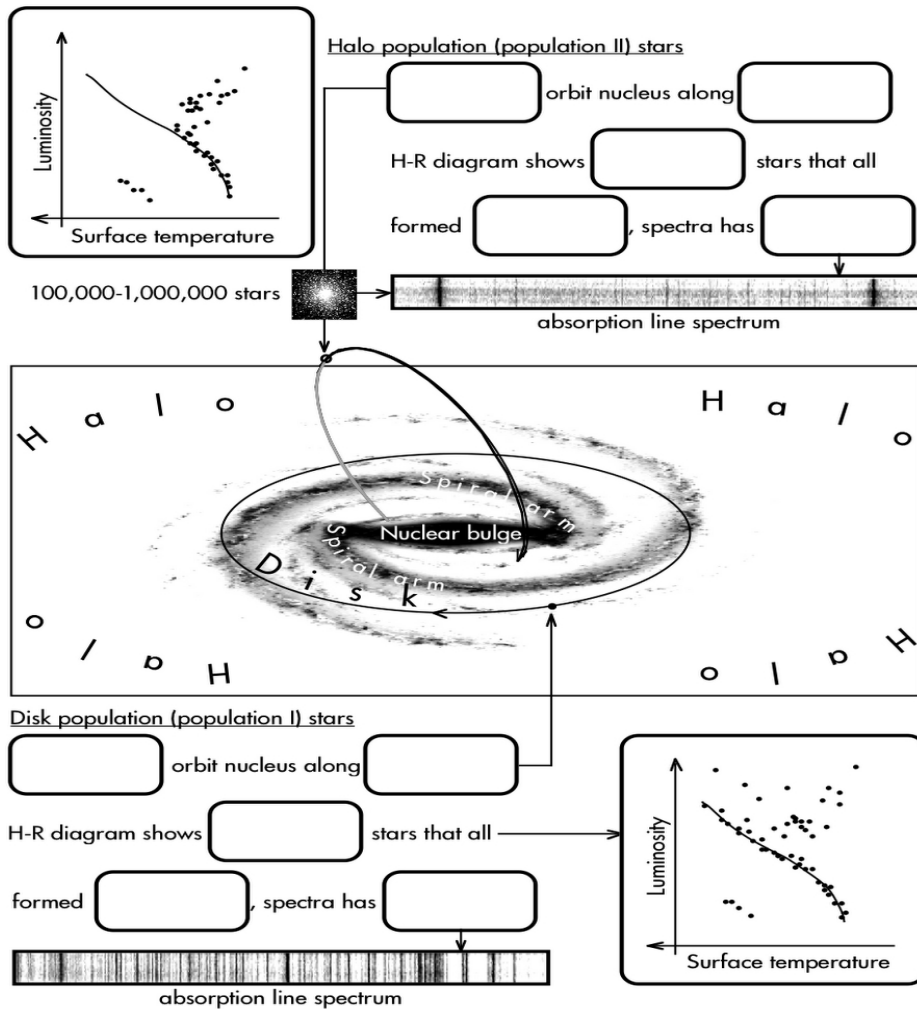 Halo population (population II) stars
orbit nucleus along
H-R diagram shows stars that all
formed , spectra has
Luminosity
Surface temperature
100,000-1,000,000 stars
absorption line spectrum
Halo
Halo
Spiral arm
Nuclear bulge
Spiral arm
Disk
Halo
Halo
Disk population (population I) stars
orbit nucleus along
H-R diagram shows stars that all
formed , spectra has
absorption line spectrum
Luminosity
Surface temperature